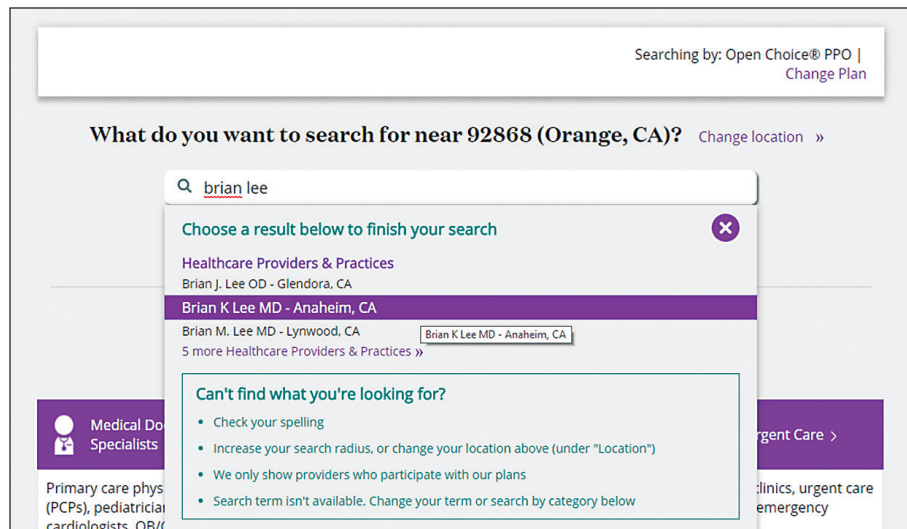 Searching by: Open Choice® PPO |
Change Plan
What do you want to search for near 92868 (Orange, CA)? Change location »
brian lee
Choose a result below to finish your search
Healthcare Providers & Practices
Brian J. Lee OD - Glendora, CA
Brian K Lee MD - Anaheim, CA
Brian M. Lee MD - Lynwood, CA
Brian K Lee MD - Anaheim, CA
5 more Healthcare Providers & Practices »
Can't find what you're looking for?
• Check your spelling
• Increase your search radius, or change your location above (under "Location")
• We only show providers who participate with our plans
• Search term isn't available. Change your term or search by category below
Medical Do
Specialists
rgent Care >
Primary care phys
(PCPs), pediatricia
cardiologists, OB/
clinics, urgent care
emergency